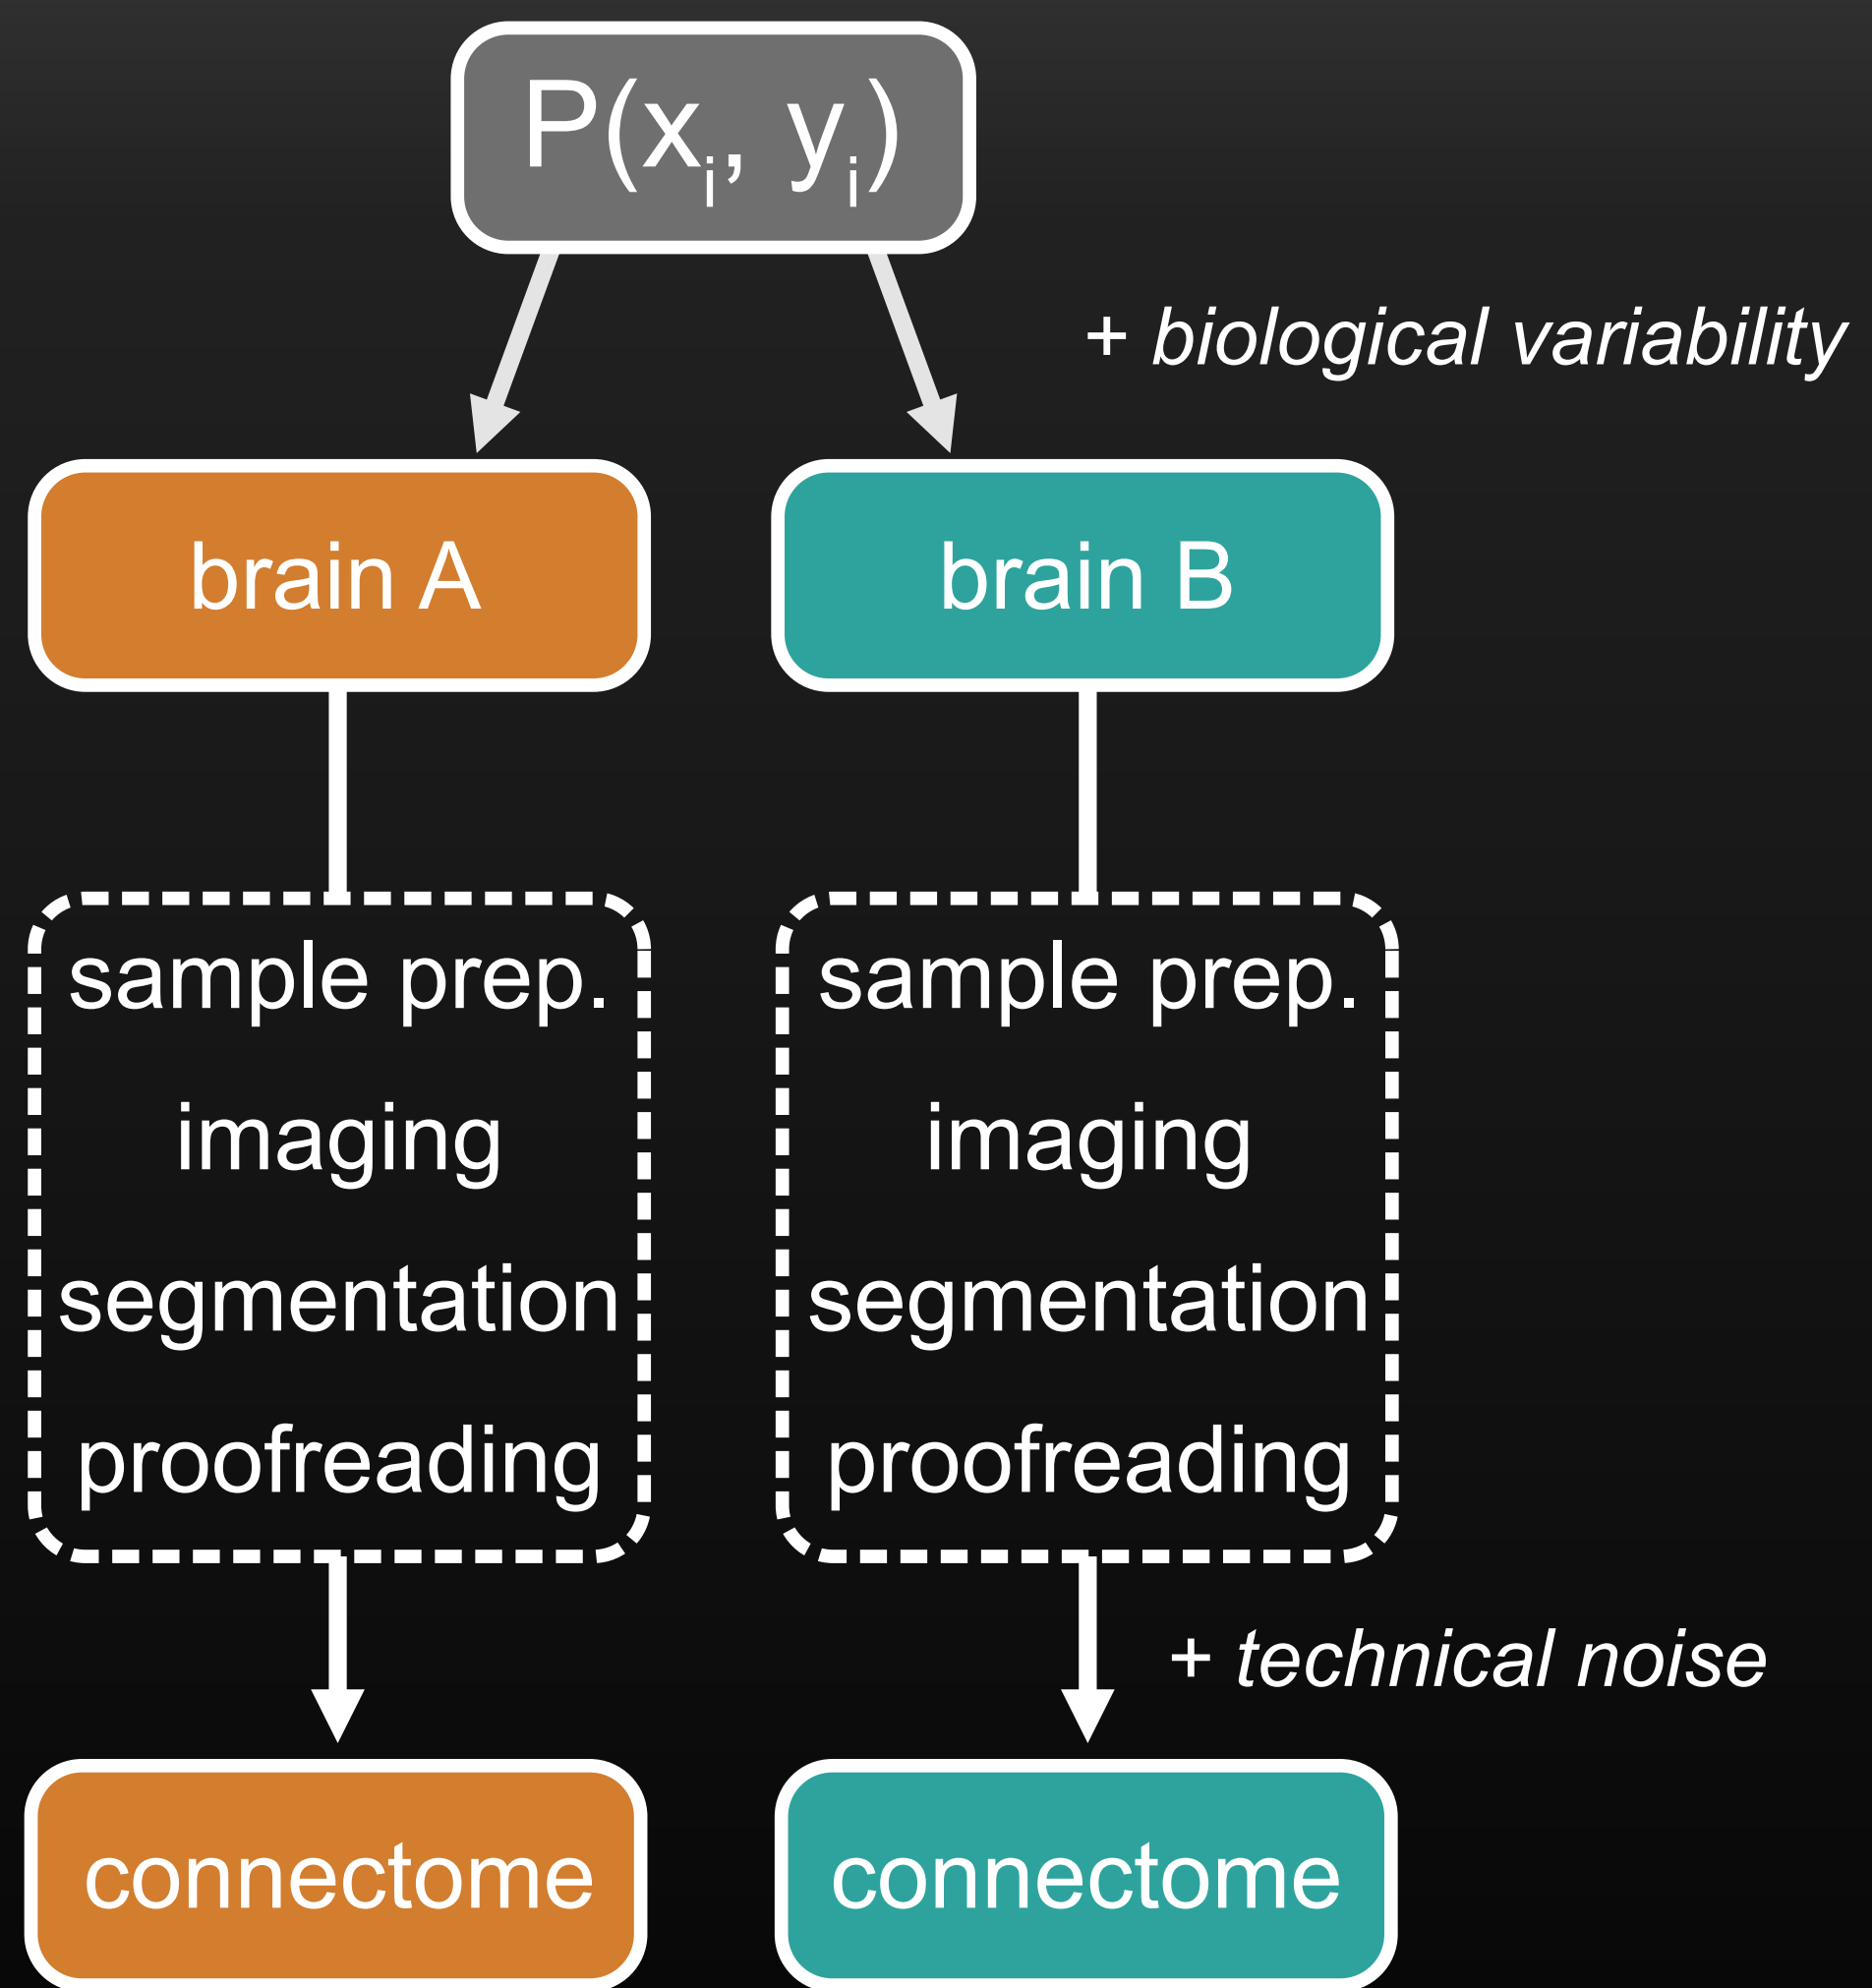 P(xᵢ, yᵢ)
+ biological variability
brain A
brain B
sample prep.
imaging
segmentation
proofreading
sample prep.
imaging
segmentation
proofreading
+ technical noise
connectome
connectome